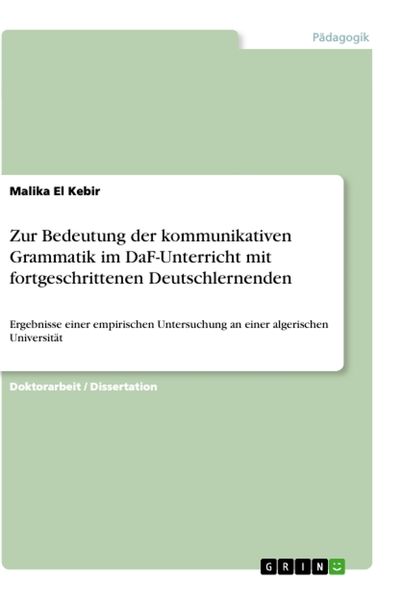 Pädagogik
Malika El Kebir
Zur Bedeutung der kommunikativen
Grammatik im DaF-Unterricht mit
fortgeschrittenen Deutschlernenden
Ergebnisse einer empirischen Untersuchung an einer algerischen
Universität
Doktorarbeit / Dissertation
GRIN